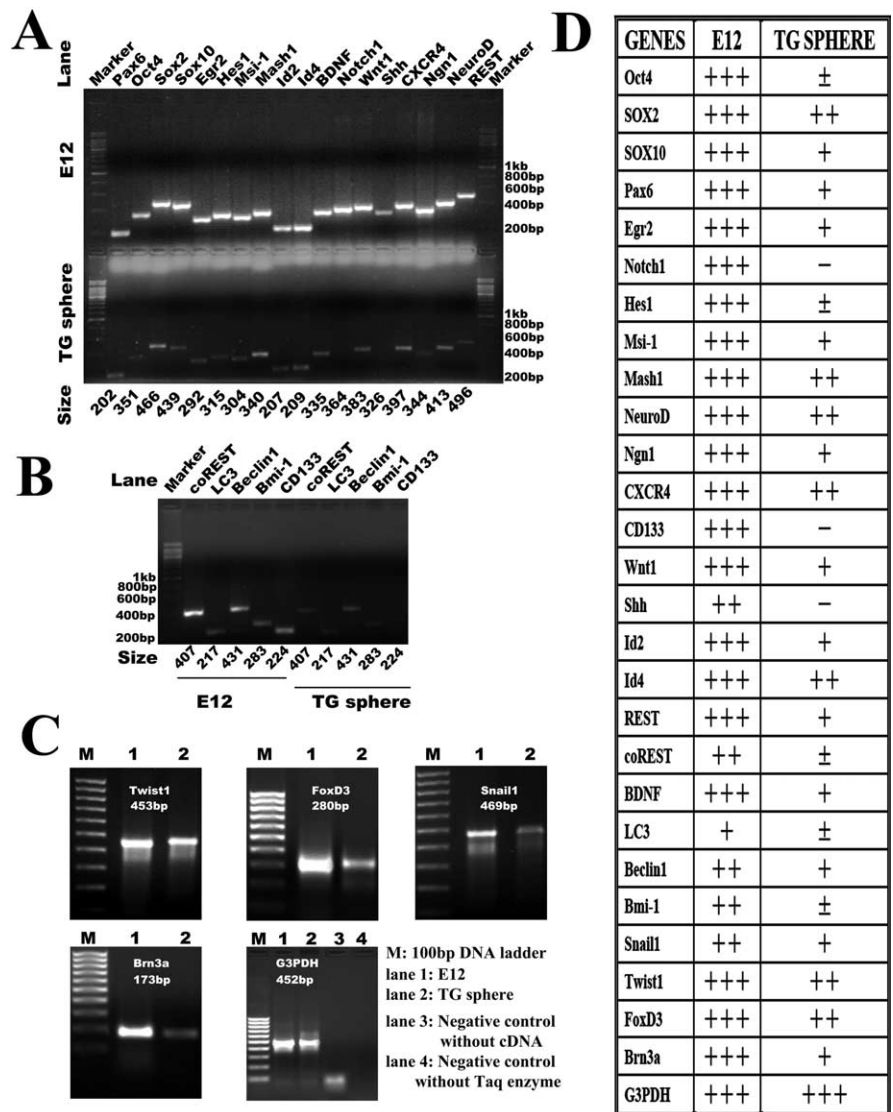 A
Lane
Marker Pax6 Oct4 Sox2 Sox10 Egr2 Hes1 Msi-1 Mash1 Id2 Id4 BDNF Notch1 Wnt1 Shh CXCR4 Ngn1 NeuroD REST Marker
E12
1kb
800bp
600bp
400bp
200bp
TG sphere
1kb
800bp
600bp
400bp
200bp
Size
202 351 466 439 292 315 304 340 207 209 335 364 383 326 397 344 413 496
B
Lane
Marker coREST LC3 Beclin1 Bmi-1 CD133 coREST LC3 Beclin1 Bmi-1 CD133
1kb
800bp
600bp
400bp
200bp
Size
407 217 431 283 224 407 217 431 283 224
E12 TG sphere
C
M 1 2
Twist1
453bp
M 1 2
FoxD3
280bp
1 2
Snail1
469bp
M 1 2
Brn3a
173bp
M 1 2 3 4
G3PDH
452bp
M: 100bp DNA ladder
lane 1: E12
lane 2: TG sphere
lane 3: Negative control
without cDNA
lane 4: Negative control
without Taq enzyme
D
GENES E12 TG SPHERE
Oct4 +++ ±
SOX2 +++ ++
SOX10 +++ +
Pax6 +++ +
Egr2 +++ +
Notch1 +++ −
Hes1 +++ ±
Msi-1 +++ +
Mash1 +++ ++
NeuroD +++ ++
Ngn1 +++ +
CXCR4 +++ ++
CD133 +++ −
Wnt1 +++ +
Shh ++ −
Id2 +++ +
Id4 +++ ++
REST +++ +
coREST ++ ±
BDNF +++ +
LC3 + ±
Beclin1 ++ +
Bmi-1 ++ ±
Snail1 ++ +
Twist1 +++ ++
FoxD3 +++ ++
Brn3a +++ +
G3PDH +++ +++